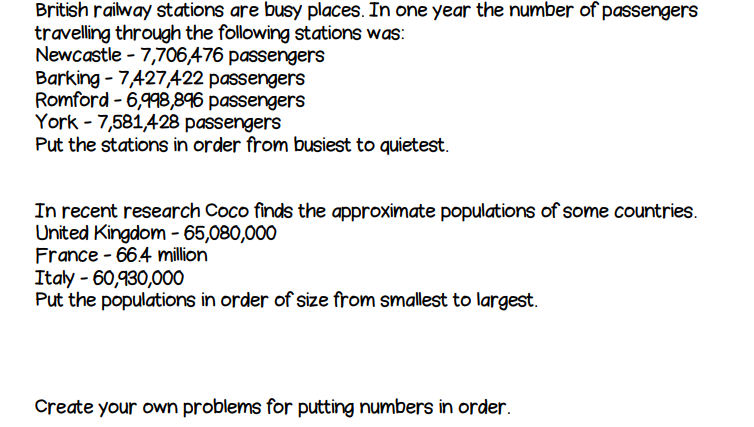 British railway stations are busy places. In one year the number of passengers
travelling through the following stations was:
Newcastle - 7,706,476 passengers
Barking - 7,427,422 passengers
Romford - 6,998,896 passengers
York - 7,581,428 passengers
Put the stations in order from busiest to quietest.
In recent research Coco finds the approximate populations of some countries.
United Kingdom - 65,080,000
France - 66.4 million
Italy - 60,930,000
Put the populations in order of size from smallest to largest.
Create your own problems for putting numbers in order.